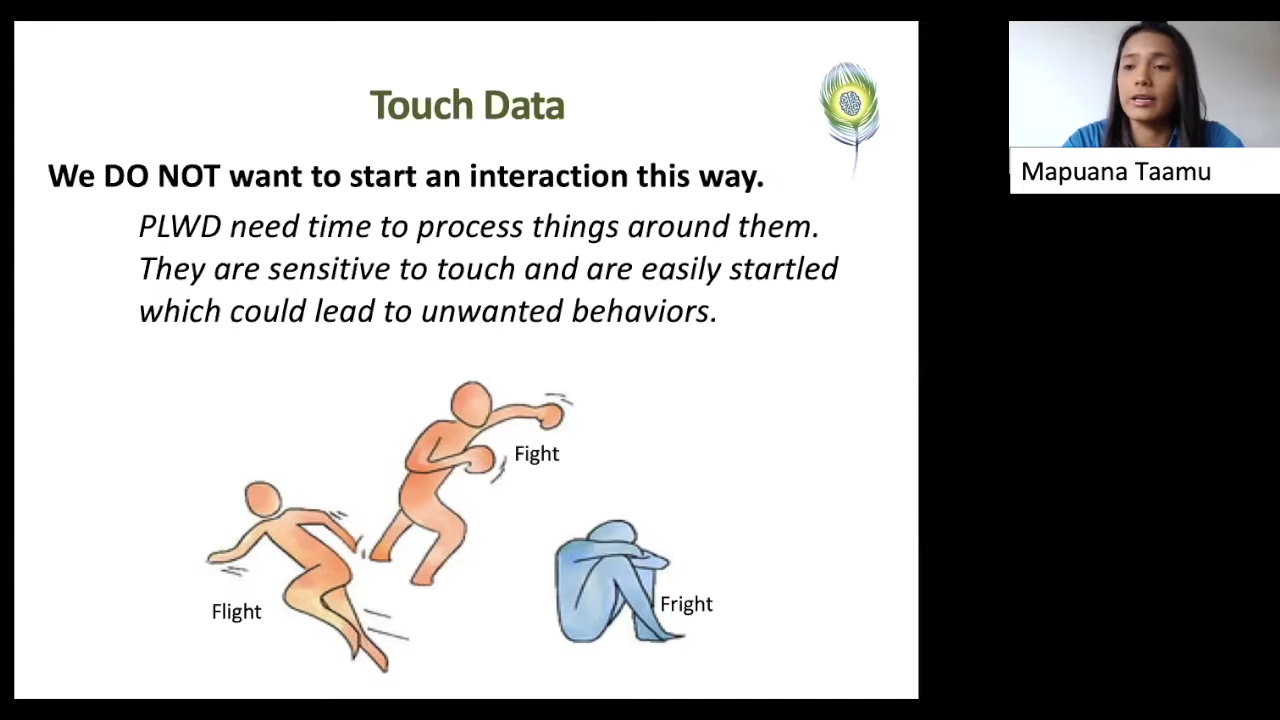 Touch Data
We DO NOT want to start an interaction this way.
PLWD need time to process things around them.
They are sensitive to touch and are easily startled
which could lead to unwanted behaviors.
Fight
Flight
Fright
Mapuana Taamu